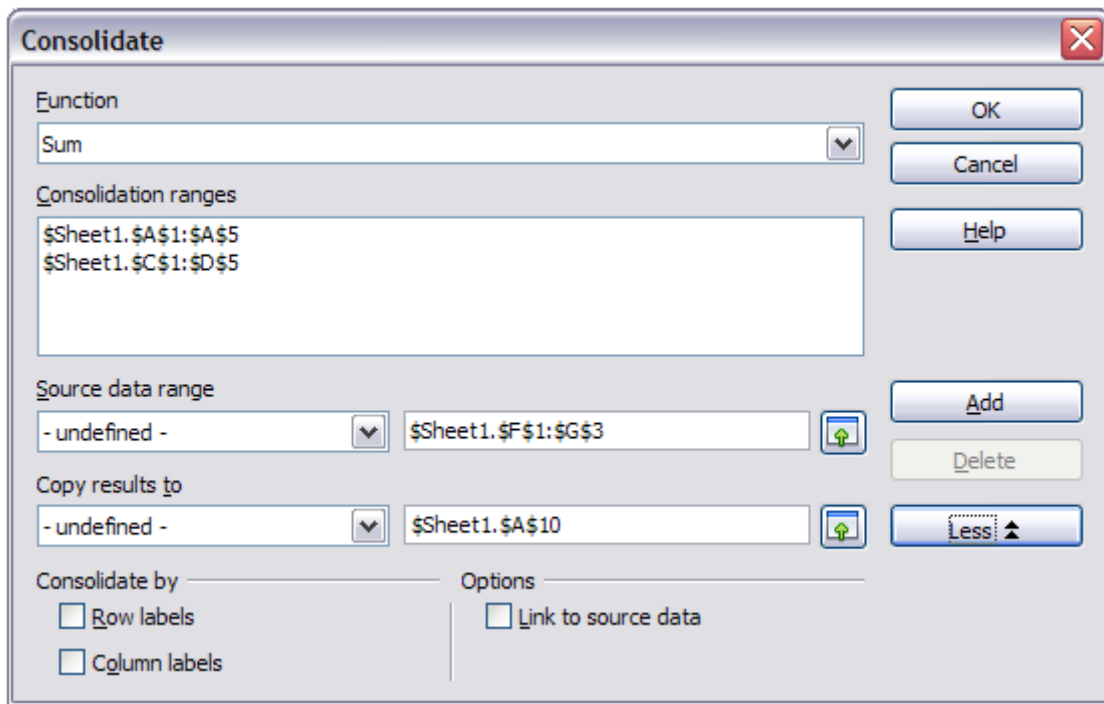 Consolidate
Function
OK
Sum
Cancel
Consolidation ranges
$Sheet1.$A$1:$A$5
Help
$Sheet1.$C$1:$D$5
Source data range
Add
- undefined -
$Sheet1.$F$1:$G$3
Delete
Copy results to
- undefined -
$Sheet1.$A$10
Less
Consolidate by
Options
Row labels
Link to source data
Column labels